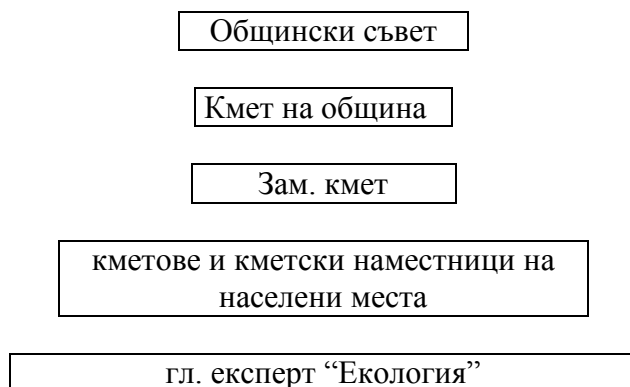 Общински съвет
Кмет на община
Зам. кмет
кметове и кметски наместници на
населени места
гл. експерт “Екология”